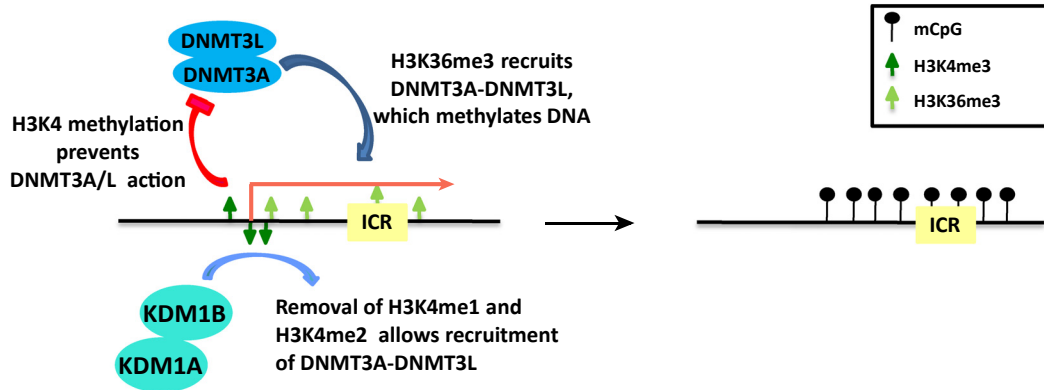 DNMT3L
DNMT3A
H3K36me3 recruits
DNMT3A-DNMT3L,
which methylates DNA
H3K4 methylation
prevents
DNMT3A/L action
ICR
KDM1B
KDM1A
Removal of H3K4me1 and
H3K4me2 allows recruitment
of DNMT3A-DNMT3L
mCpG
H3K4me3
H3K36me3
ICR